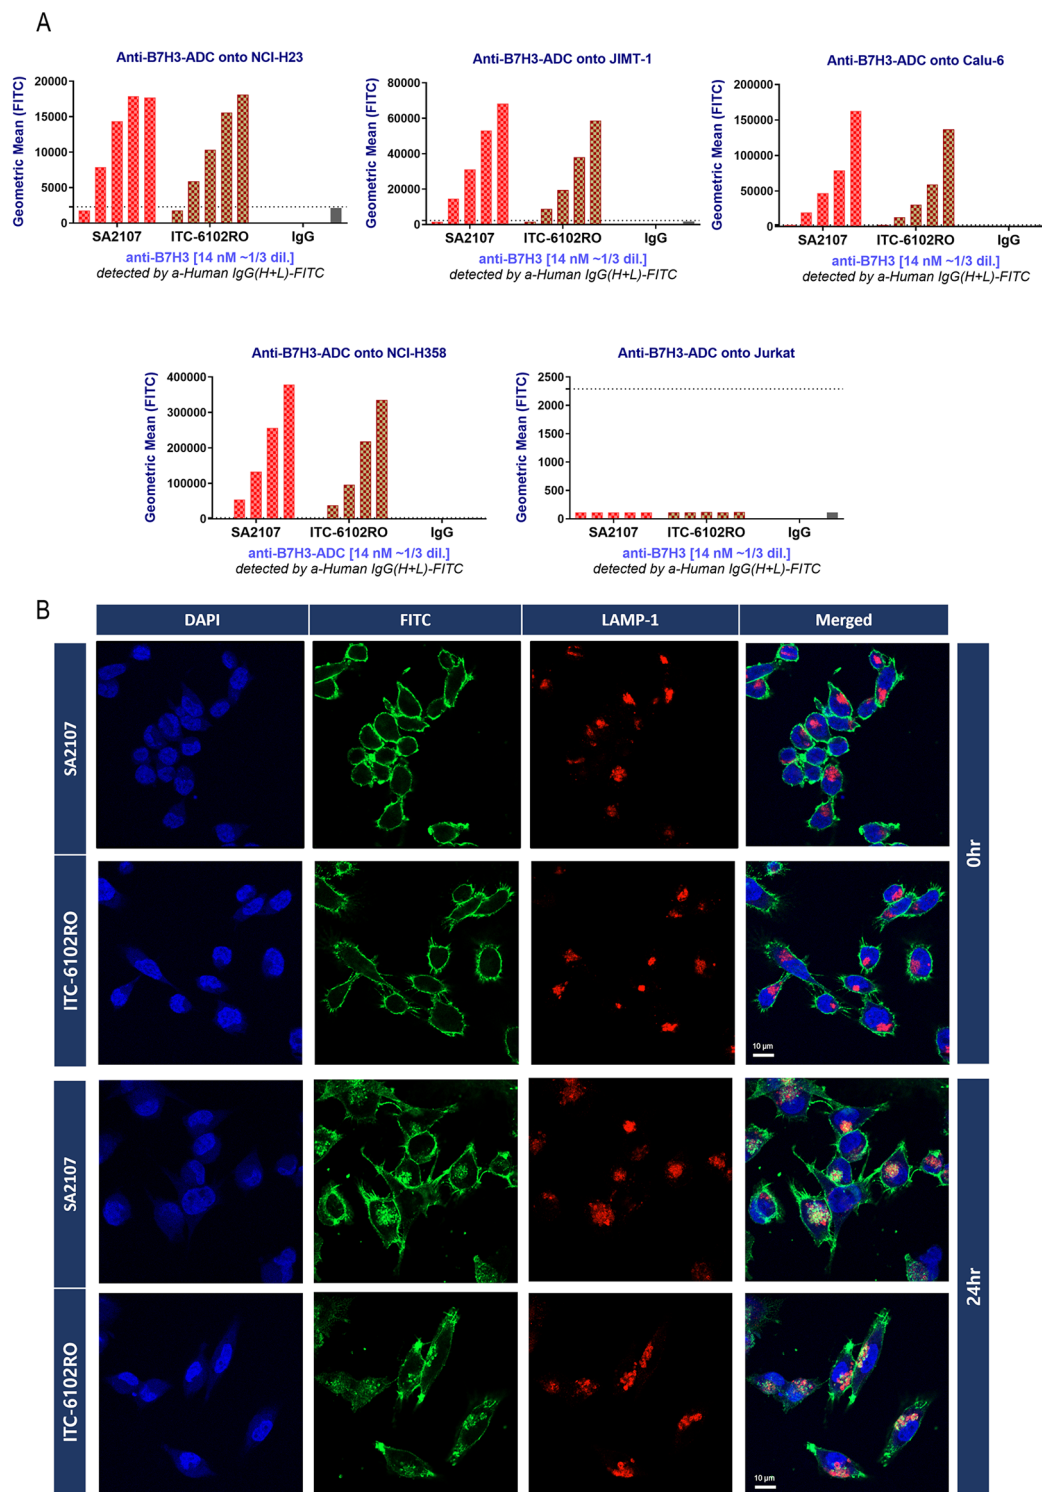 A
Anti-B7H3-ADC onto NCI-H23
Geometric Mean (FITC)
20000
15000
10000
5000
0
SA2107 ITC-6102RO IgG
anti-B7H3 [14 nM ~1/3 dil.]
detected by a-Human IgG(H+L)-FITC
Anti-B7H3-ADC onto JIMT-1
Geometric Mean (FITC)
80000
60000
40000
20000
0
SA2107 ITC-6102RO IgG
anti-B7H3 [14 nM ~1/3 dil.]
detected by a-Human IgG(H+L)-FITC
Anti-B7H3-ADC onto Calu-6
Geometric Mean (FITC)
200000
150000
100000
50000
0
SA2107 ITC-6102RO IgG
anti-B7H3 [14 nM ~1/3 dil.]
detected by a-Human IgG(H+L)-FITC
Anti-B7H3-ADC onto NCI-H358
Geometric Mean (FITC)
400000
300000
200000
100000
0
SA2107 ITC-6102RO IgG
anti-B7H3-ADC [14 nM ~1/3 dil.]
detected by a-Human IgG(H+L)-FITC
Anti-B7H3-ADC onto Jurkat
Geometric Mean (FITC)
2500
2000
1500
1000
500
0
SA2107 ITC-6102RO IgG
anti-B7H3 [14 nM ~1/3 dil.]
detected by a-Human IgG(H+L)-FITC
B
DAPI FITC LAMP-1 Merged
SA2107
ITC-6102RO
10 µm
0hr
SA2107
ITC-6102RO
10 µm
24hr